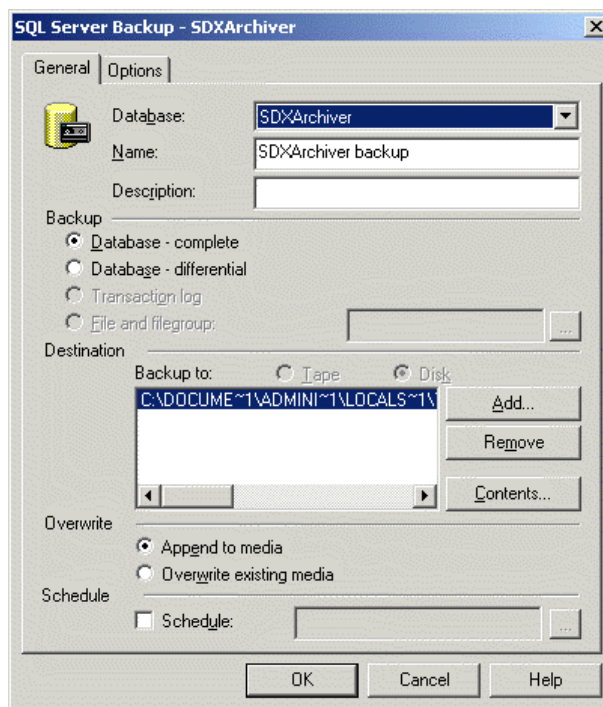 SQL Server Backup - SDXArchiver
General Options
Database: SDXArchiver
Name: SDXArchiver backup
Description:
Backup
Database - complete
Database - differential
Transaction log
File and filegroup: ...
Destination
Backup to: Tape Disk
C:\DOCUME~1\ADMINI~1\LOCALS~1\
Add...
Remove
Contents...
Overwrite
Append to media
Overwrite existing media
Schedule
Schedule: ...
OK Cancel Help